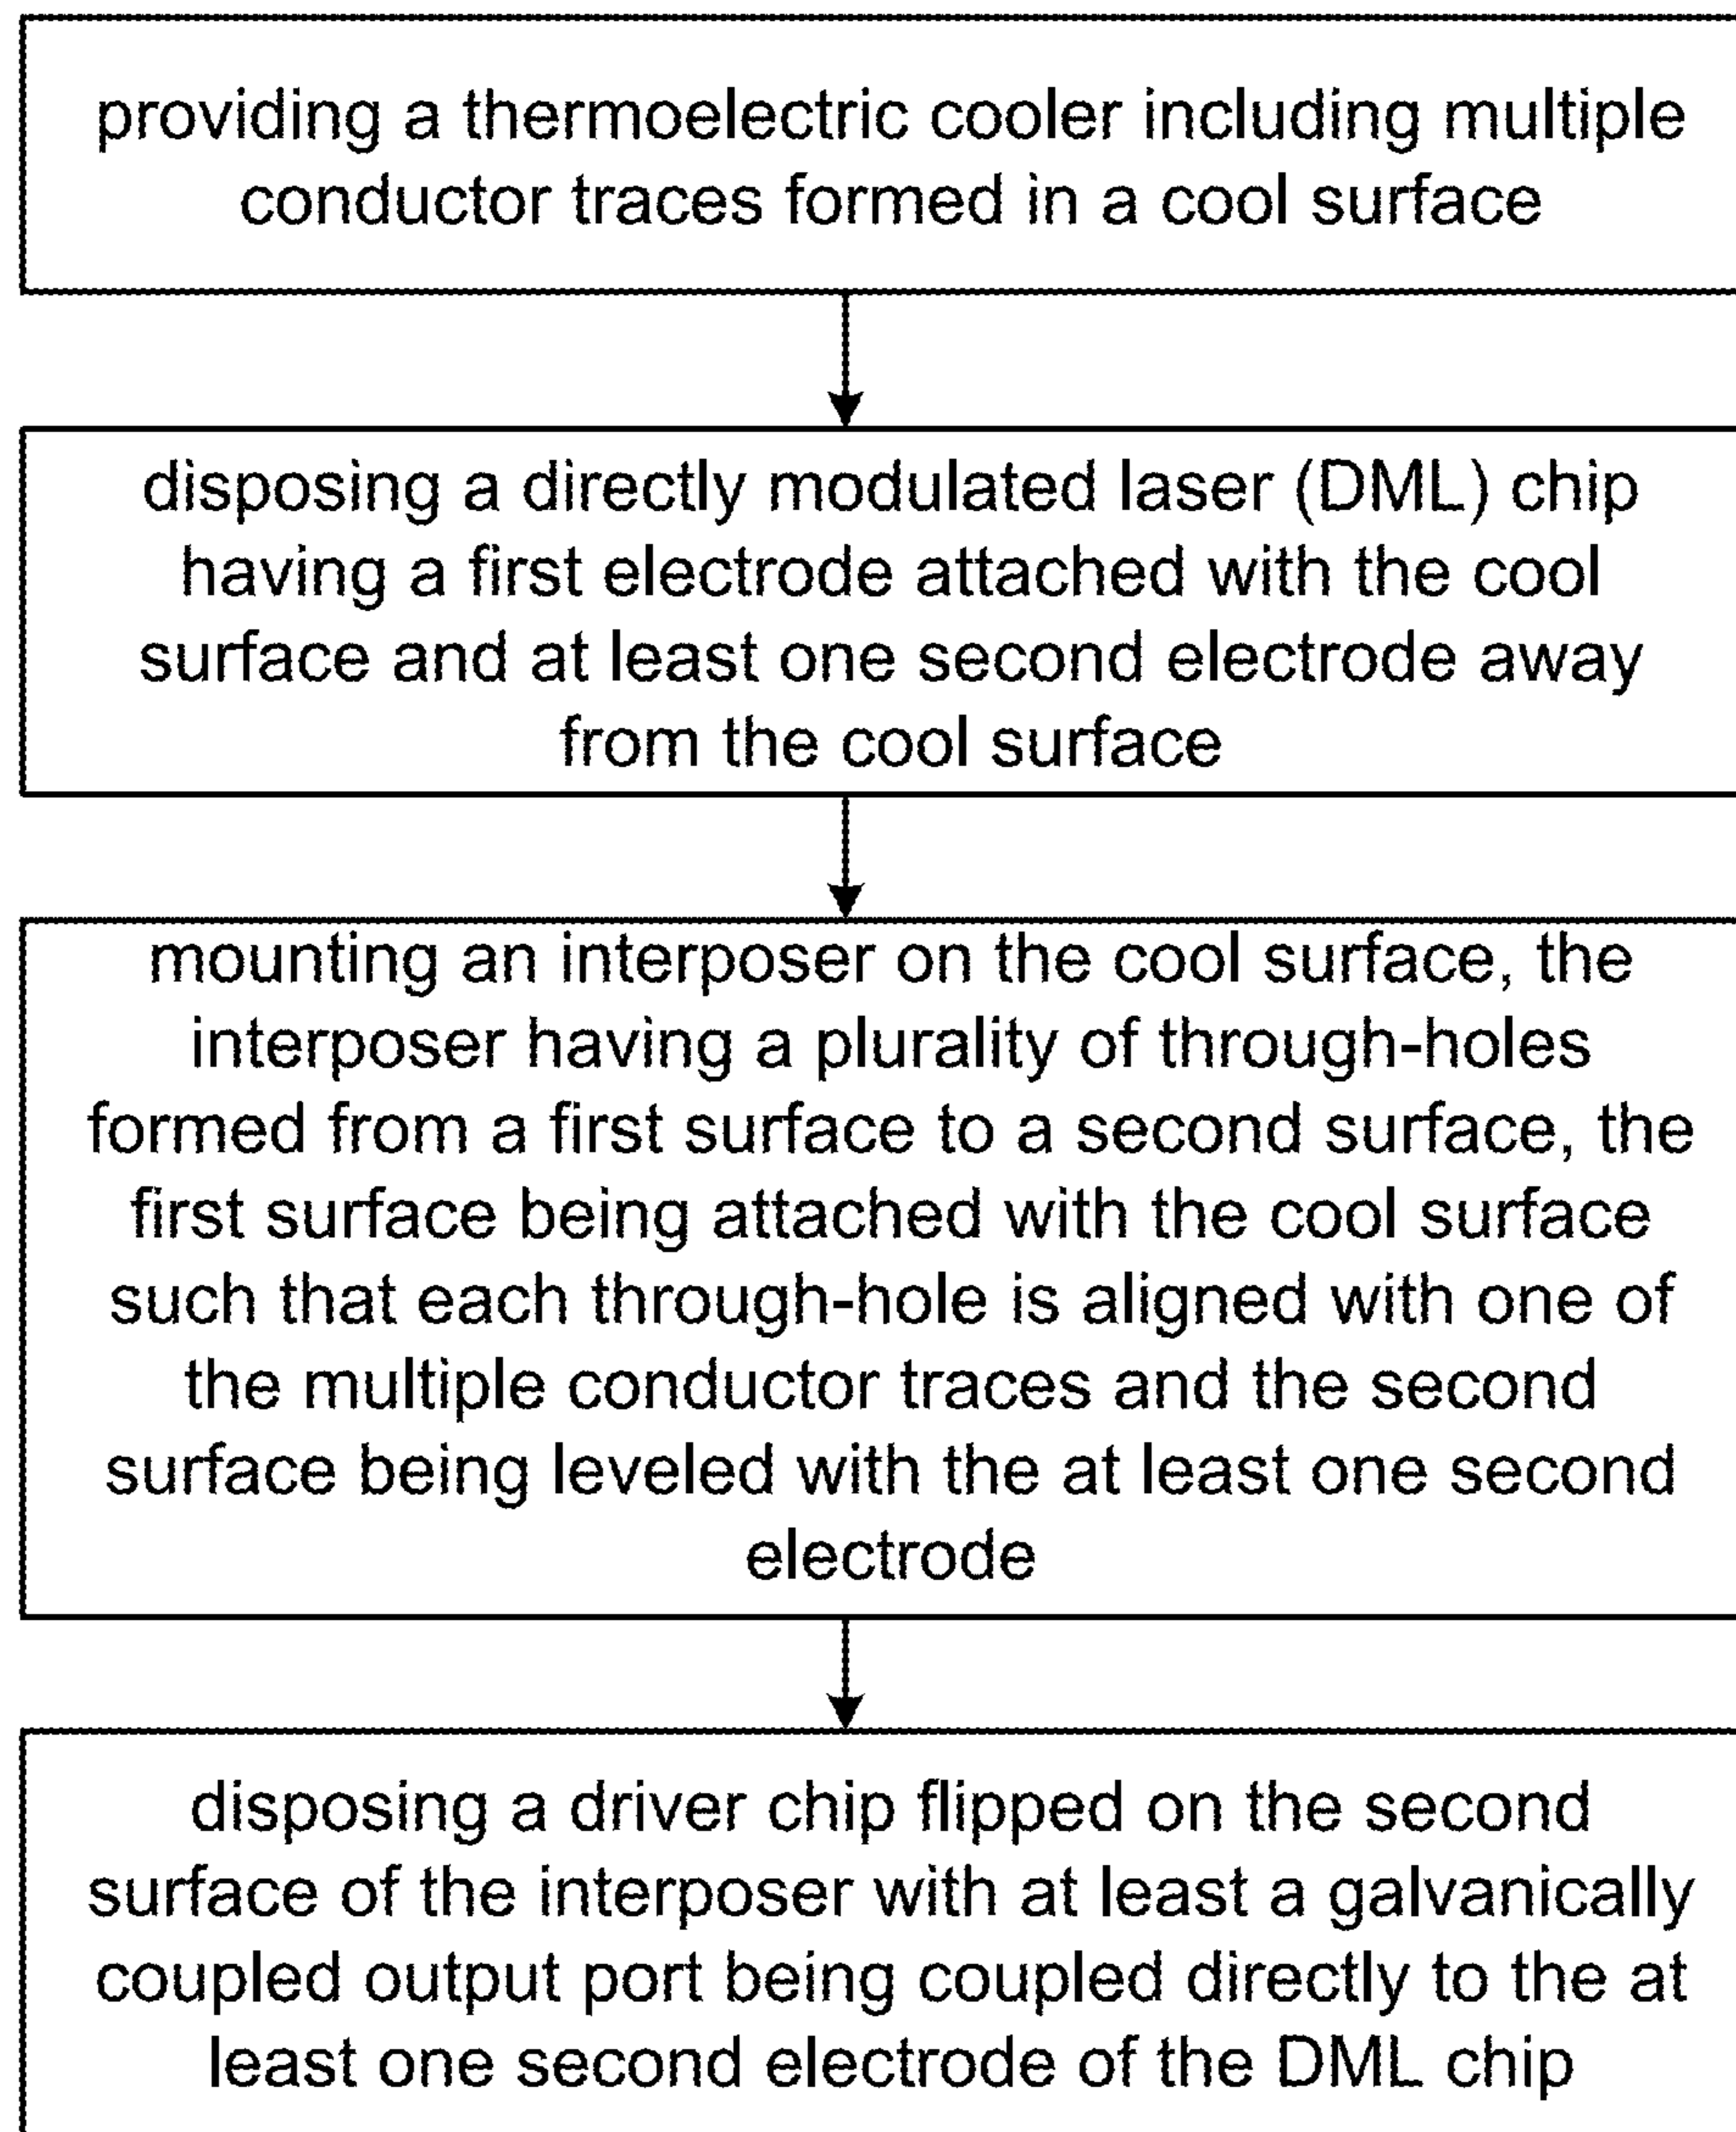 providing a thermoelectric cooler including multiple
conductor traces formed in a cool surface
disposing a directly modulated laser (DML) chip
having a first electrode attached with the cool
surface and at least one second electrode away
from the cool surface
mounting an interposer on the cool surface, the
interposer having a plurality of through-holes
formed from a first surface to a second surface, the
first surface being attached with the cool surface
such that each through-hole is aligned with one of
the multiple conductor traces and the second
surface being leveled with the at least one second
electrode
disposing a driver chip flipped on the second
surface of the interposer with at least a galvanically
coupled output port being coupled directly to the at
least one second electrode of the DML chip